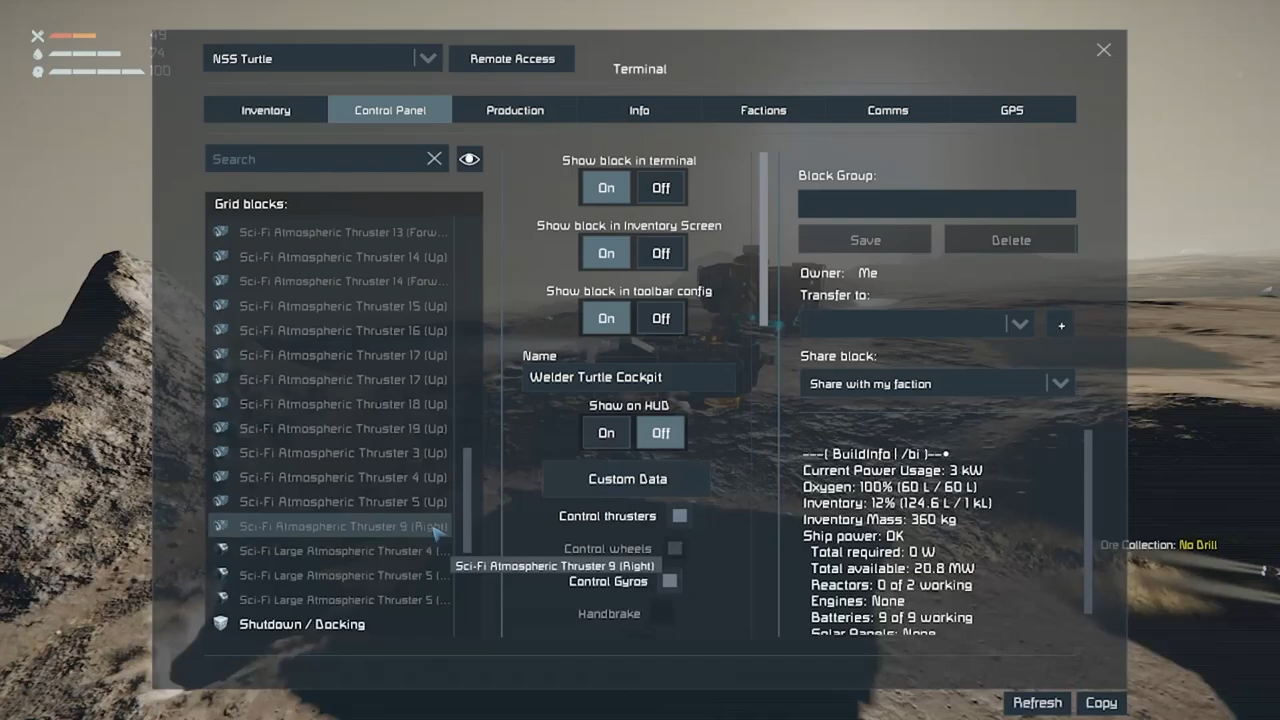 49
74
100
NSS Turtle
Remote Access
Terminal
Inventory
Control Panel
Production
Info
Factions
Comms
GPS
Search
Grid blocks:
Sci-Fi Atmospheric Thruster 13 (Forw...
Sci-Fi Atmospheric Thruster 14 (Up)
Sci-Fi Atmospheric Thruster 14 (Forw...
Sci-Fi Atmospheric Thruster 15 (Up)
Sci-Fi Atmospheric Thruster 16 (Up)
Sci-Fi Atmospheric Thruster 17 (Up)
Sci-Fi Atmospheric Thruster 17 (Up)
Sci-Fi Atmospheric Thruster 18 (Up)
Sci-Fi Atmospheric Thruster 19 (Up)
Sci-Fi Atmospheric Thruster 3 (Up)
Sci-Fi Atmospheric Thruster 4 (Up)
Sci-Fi Atmospheric Thruster 5 (Up)
Sci-Fi Atmospheric Thruster 9 (Right)
Sci-Fi Large Atmospheric Thruster 4 (...
Sci-Fi Large Atmospheric Thruster 5 (...
Sci-Fi Large Atmospheric Thruster 5 (...
Shutdown / Docking
Sci-Fi Atmospheric Thruster 9 (Right)
Show block in terminal
On Off
Show block in Inventory Screen
On Off
Show block in toolbar config
On Off
Name
Welder Turtle Cockpit
Show on HUD
On Off
Custom Data
Control thrusters
Control wheels
Control Gyros
Handbrake
Block Group:
Save
Delete
Owner: Me
Transfer to:
+
Share block:
Share with my faction
---( BuildInfo | /bi )--•
Current Power Usage: 3 kW
Oxygen: 100% (60 L / 60 L)
Inventory: 12% (124.6 L / 1 kL)
Inventory Mass: 360 kg
Ship power: OK
Total required: 0 W
Total available: 20.8 MW
Reactors: 0 of 2 working
Engines: None
Batteries: 9 of 9 working
Solar Panels: None
Ore Collection: No Drill
Refresh
Copy